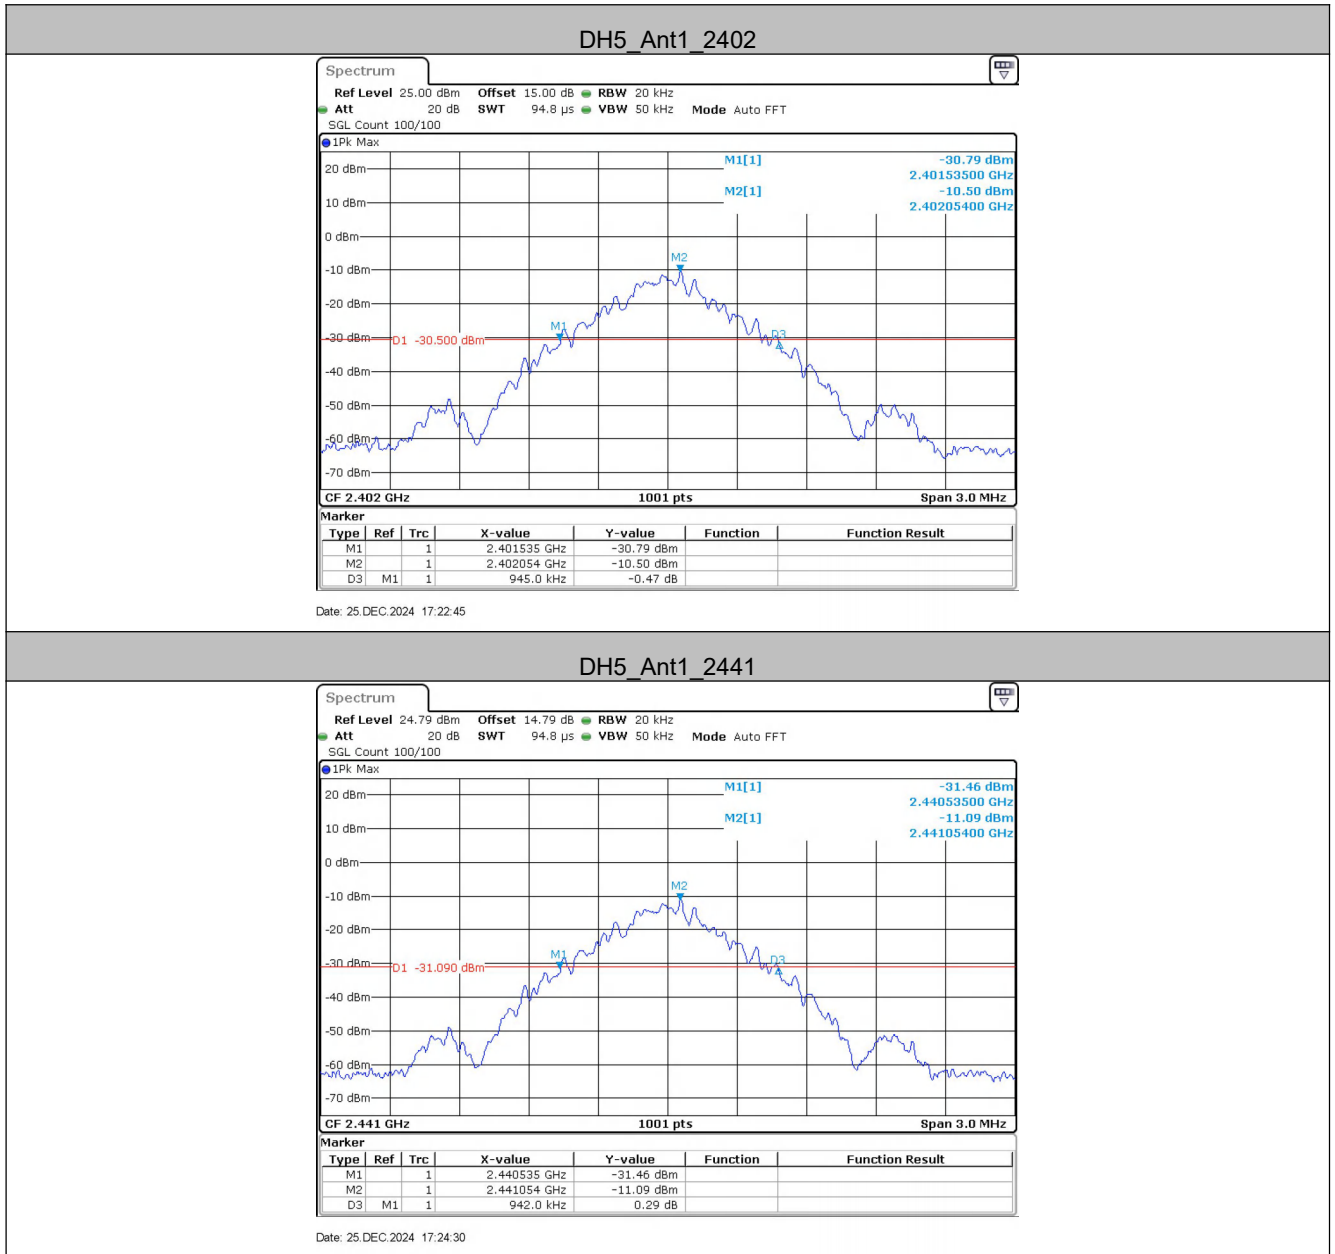 DH5_Ant1_2402
Spectrum
Ref Level 25.00 dBm Offset 15.00 dB RBW 20 kHz
Att 20 dB SWT 94.8 µs VBW 50 kHz Mode Auto FFT
SGL Count 100/100
1Pk Max
M1[1] -30.79 dBm
2.40153500 GHz
M2[1] -10.50 dBm
2.40205400 GHz
20 dBm
10 dBm
0 dBm
M2
-10 dBm
-20 dBm
M1
D3
-30 dBm
D1 -30.500 dBm
-40 dBm
-50 dBm
-60 dBm
-70 dBm
CF 2.402 GHz 1001 pts Span 3.0 MHz
Marker
Type Ref Trc X-value Y-value Function Function Result
M1 1 2.401535 GHz -30.79 dBm
M2 1 2.402054 GHz -10.50 dBm
D3 M1 1 945.0 kHz -0.47 dB
Date: 25.DEC.2024 17:22:45
DH5_Ant1_2441
Spectrum
Ref Level 24.79 dBm Offset 14.79 dB RBW 20 kHz
Att 20 dB SWT 94.8 µs VBW 50 kHz Mode Auto FFT
SGL Count 100/100
1Pk Max
M1[1] -31.46 dBm
2.44053500 GHz
M2[1] -11.09 dBm
2.44105400 GHz
20 dBm
10 dBm
0 dBm
M2
-10 dBm
-20 dBm
M1
D3
-30 dBm
D1 -31.090 dBm
-40 dBm
-50 dBm
-60 dBm
-70 dBm
CF 2.441 GHz 1001 pts Span 3.0 MHz
Marker
Type Ref Trc X-value Y-value Function Function Result
M1 1 2.440535 GHz -31.46 dBm
M2 1 2.441054 GHz -11.09 dBm
D3 M1 1 942.0 kHz 0.29 dB
Date: 25.DEC.2024 17:24:30